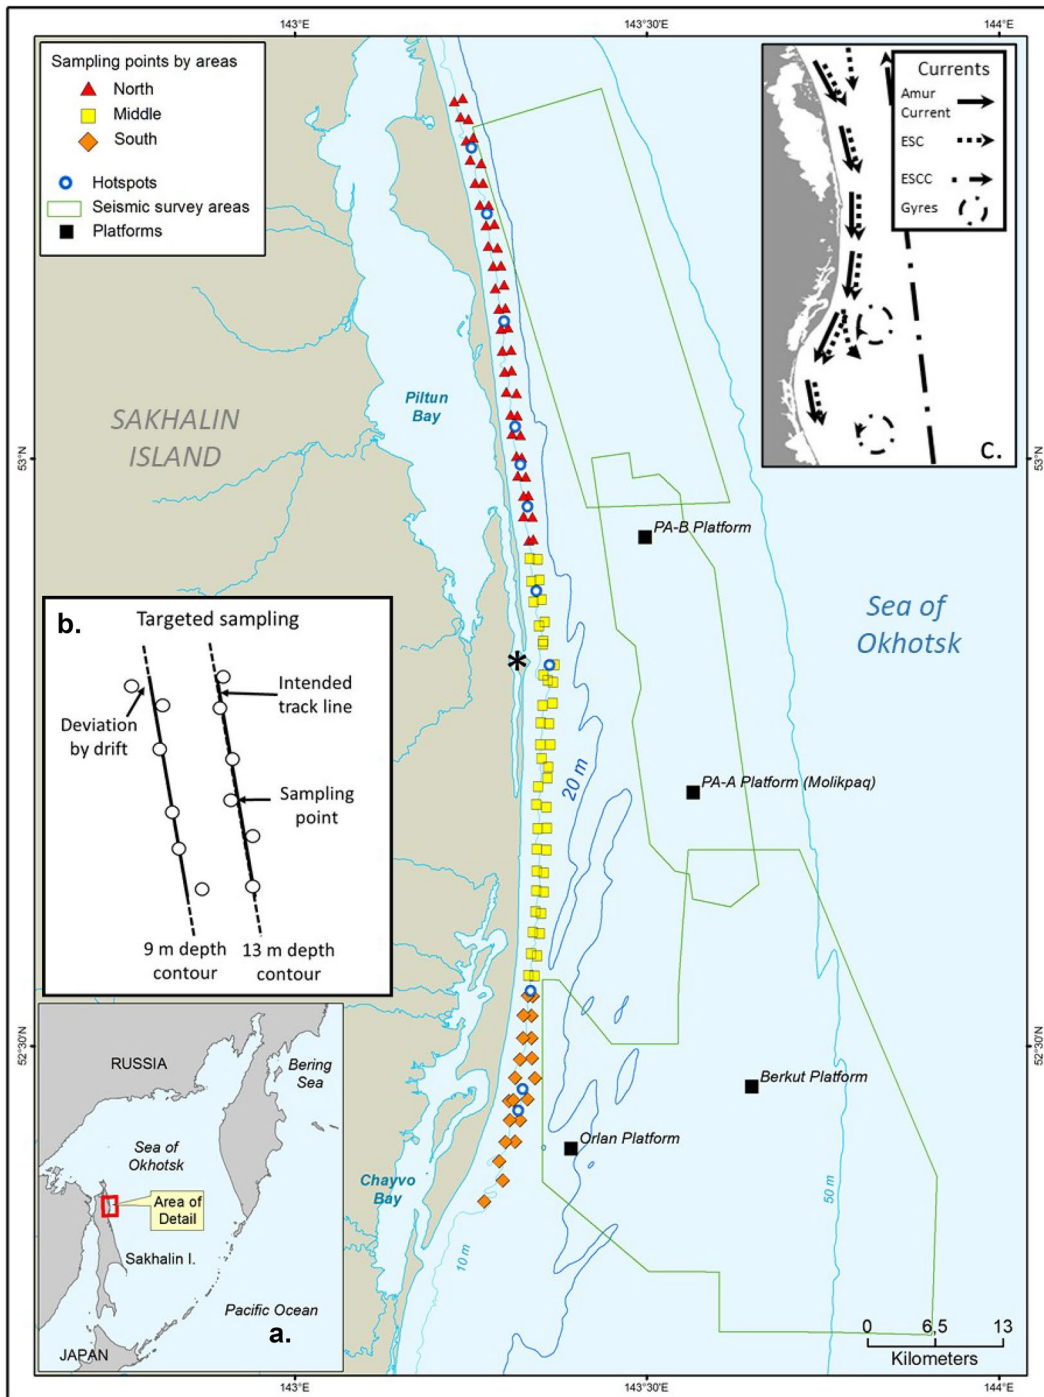 143°E
143°30'E
144°E
Sampling points by areas
North
Middle
South
Hotspots
Seismic survey areas
Platforms
Currents
Amur
Current
ESC
ESCC
Gyres
c.
SAKHALIN
ISLAND
Piltun
Bay
53°N
53°N
PA-B Platform
Sea of
Okhotsk
b.
Targeted sampling
Intended
track line
Deviation
by drift
Sampling
point
9 m depth
contour
13 m depth
contour
*
20 m
PA-A Platform (Molikpaq)
52°30'N
52°30'N
RUSSIA
Bering
Sea
Sea of
Okhotsk
Area of
Detail
Sakhalin I.
Pacific Ocean
a.
JAPAN
Berkut Platform
Orlan Platform
Chayvo
Bay
50 m
10 m
0 6,5 13
Kilometers
143°E
143°30'E
144°E